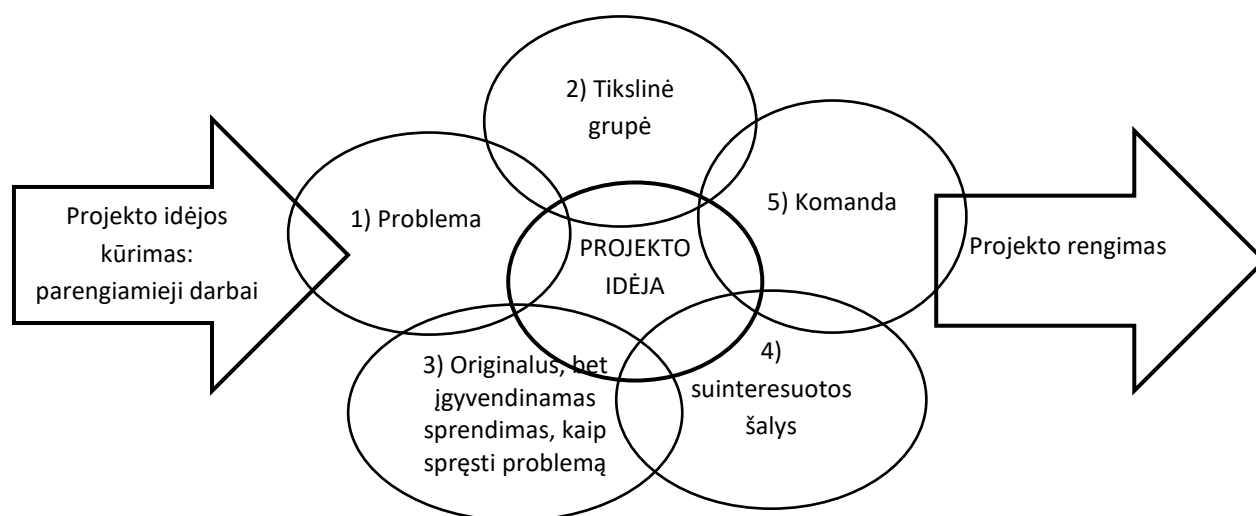 Projekto idėjos
kūrimas:
parengiamieji darbai
1) Problema
2) Tikslinė
grupė
PROJEKTO
IDĖJA
3) Originalus, bet
įgyvendinamas
sprendimas, kaip
spręsti problemą
4)
suinteresuotos
šalys
5) Komanda
Projekto rengimas